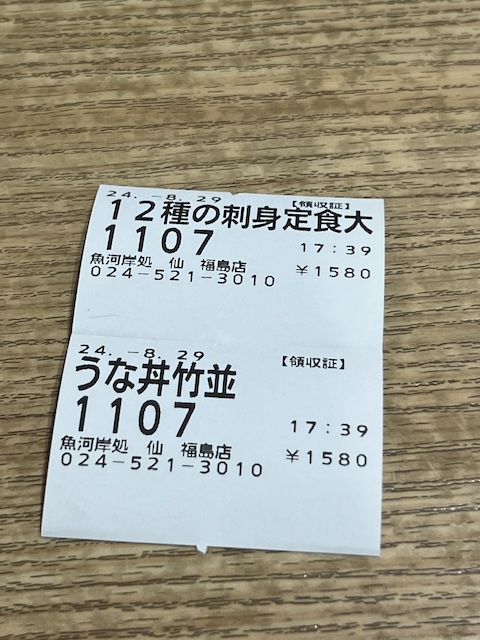 24.－8.29 【領収証】
12種の刺身定食大
1107 17:39
魚河岸処 仙 福島店 ¥1580
024-521-3010
24.－8.29 【領収証】
うな丼竹並
1107 17:39
魚河岸処 仙 福島店 ¥1580
024-521-3010